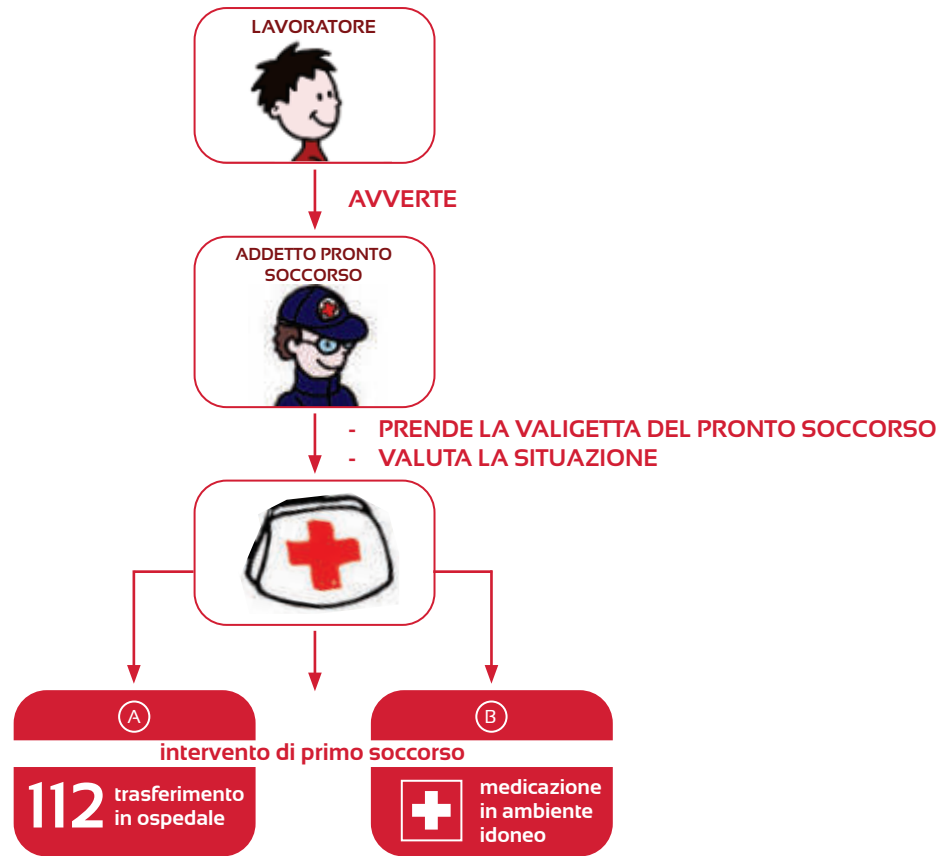 LAVORATORE
AVVERTE
ADDETTO PRONTO
SOCCORSO
- PRENDE LA VALIGETTA DEL PRONTO SOCCORSO
- VALUTA LA SITUAZIONE
A
B
intervento di primo soccorso
112 trasferimento
in ospedale
medicazione
in ambiente
idoneo